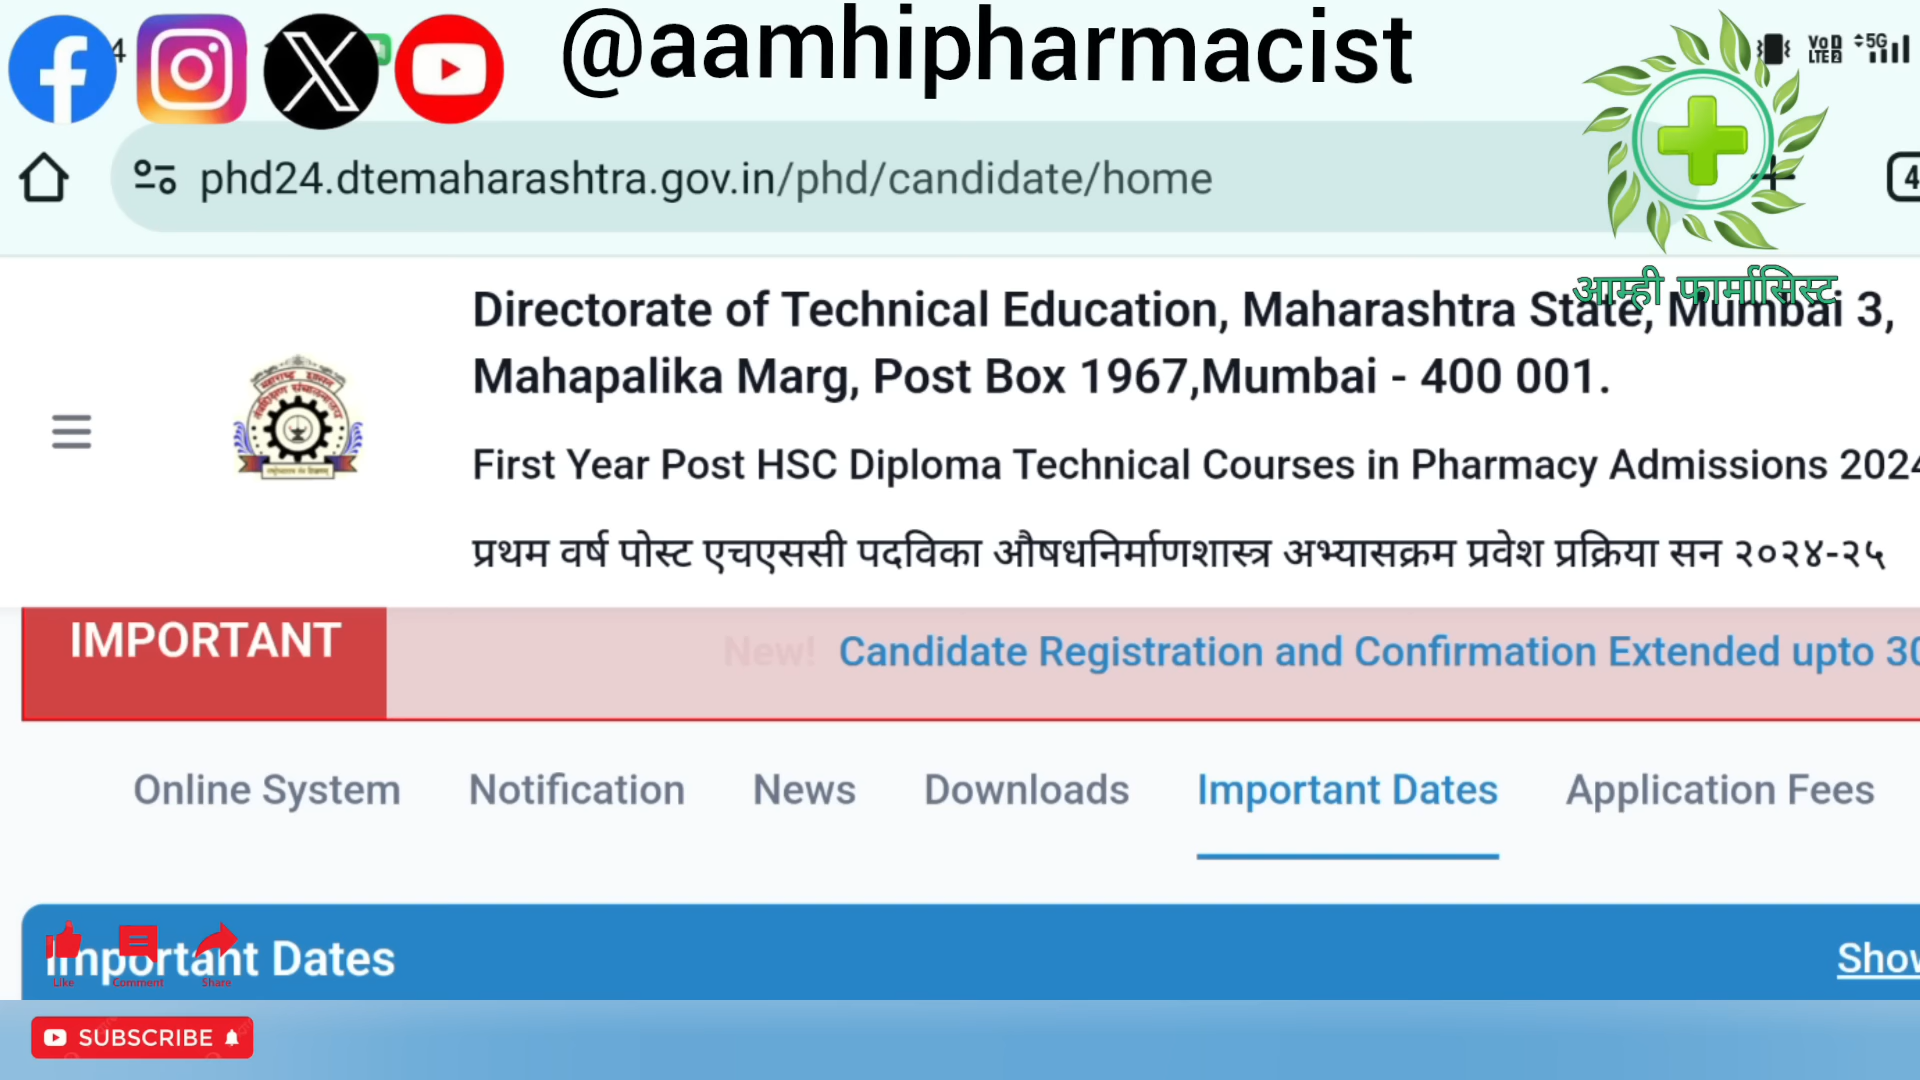 @aamhipharmacist
phd24.dtemaharashtra.gov.in/phd/candidate/home
आम्ही फार्मासिस्ट
Directorate of Technical Education, Maharashtra State, Mumbai 3,
Mahapalika Marg, Post Box 1967,Mumbai - 400 001.
First Year Post HSC Diploma Technical Courses in Pharmacy Admissions 2024
प्रथम वर्ष पोस्ट एचएससी पदविका औषधनिर्माणशास्त्र अभ्यासक्रम प्रवेश प्रक्रिया सन २०२४-२५
IMPORTANT
New! Candidate Registration and Confirmation Extended upto 30
Online System Notification News Downloads Important Dates Application Fees
Important Dates
Show
Like Comment Share
SUBSCRIBE